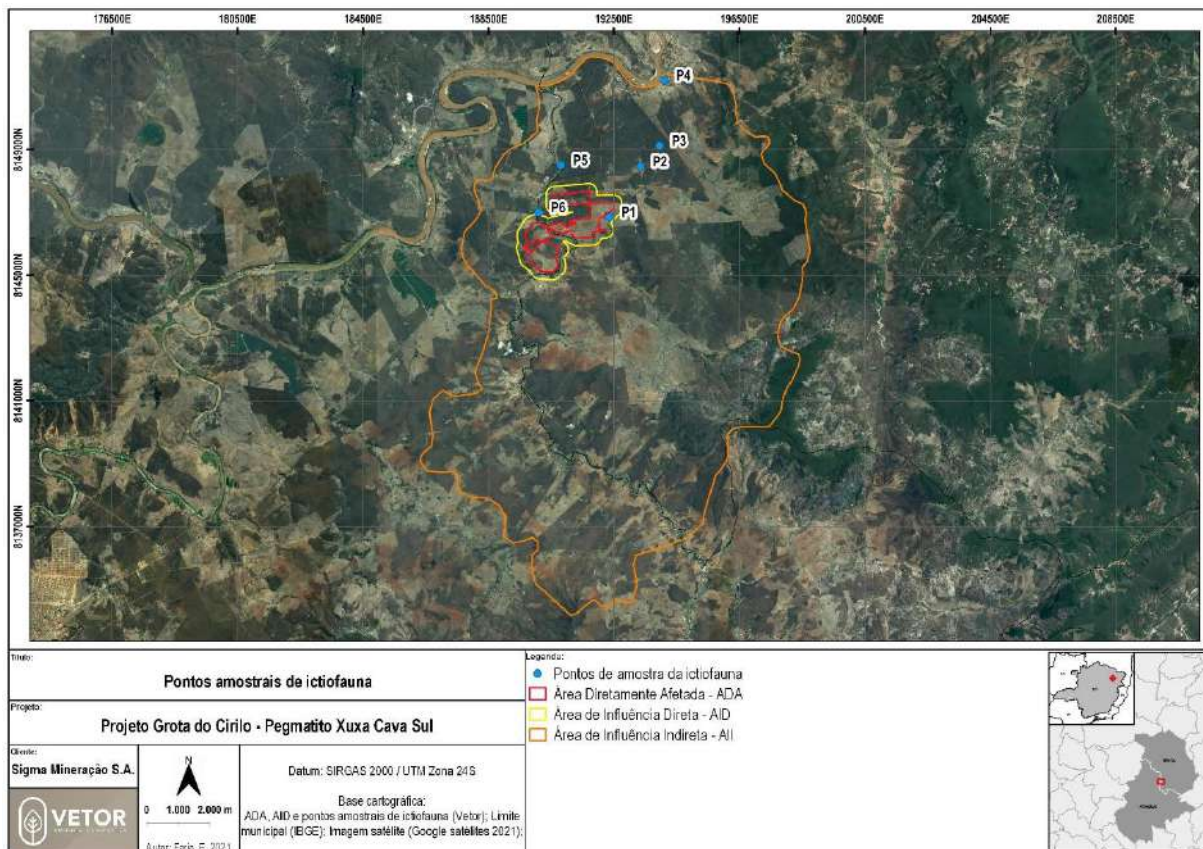 176500E 180500E 184500E 188500E 192500E 196500E 200500E 204500E 208500E
8149000N
8145000N
8141000N
8137000N
P4
P3
P5
P2
P6
P1
Título:
Pontos amostrais de ictiofauna
Projeto:
Projeto Grota do Cirilo - Pegmatito Xuxa Cava Sul
Cliente:
Sigma Mineração S.A.
VETOR
N
0 1.000 2.000 m
Autor: Faria, F. 2021
Datum: SIRGAS 2000 / UTM Zona 24S
Base cartográfica:
ADA, AID e pontos amostrais de ictiofauna (Vetor); Limite
municipal (IBGE); Imagem satélite (Google satélites 2021);
Legenda:
Pontos de amostra da ictiofauna
Área Diretamente Afetada - ADA
Área de Influência Direta - AID
Área de Influência Indireta - AII